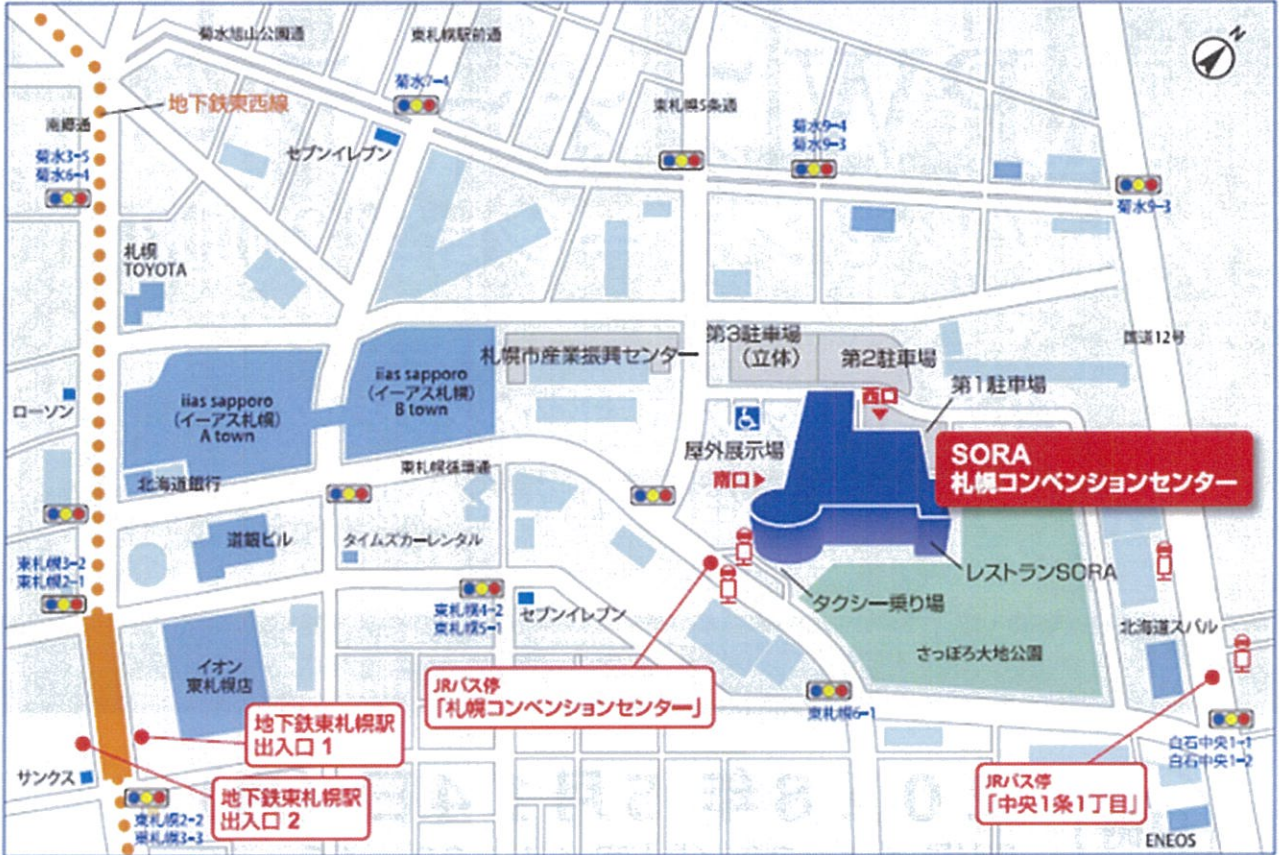 菊水旭山公園通
東札幌駅前通
N
菊水7-4
地下鉄東西線
東札幌5条通
南郷通
菊水9-4
菊水9-3
セブンイレブン
菊水3-5
菊水6-4
菊水9-3
札幌
TOYOTA
国道12号
札幌市産業振興センター
第3駐車場
(立体)
第2駐車場
iias sapporo
(イーアス札幌)
B town
第1駐車場
iias sapporo
(イーアス札幌)
A town
ローソン
西口
屋外展示場
SORA
札幌コンベンションセンター
南口
東札幌循環通
北海道銀行
道銀ビル
タイムズカーレンタル
東札幌3-2
東札幌2-1
レストランSORA
タクシー乗り場
東札幌4-2
東札幌5-1
セブンイレブン
北海道スバル
さっぽろ大地公園
イオン
東札幌店
JRバス停
「札幌コンベンションセンター」
東札幌6-1
地下鉄東札幌駅
出入口 1
白石中央1-1
白石中央1-2
サンクス
地下鉄東札幌駅
出入口 2
JRバス停
「中央1条1丁目」
東札幌2-2
東札幌3-3
ENEOS